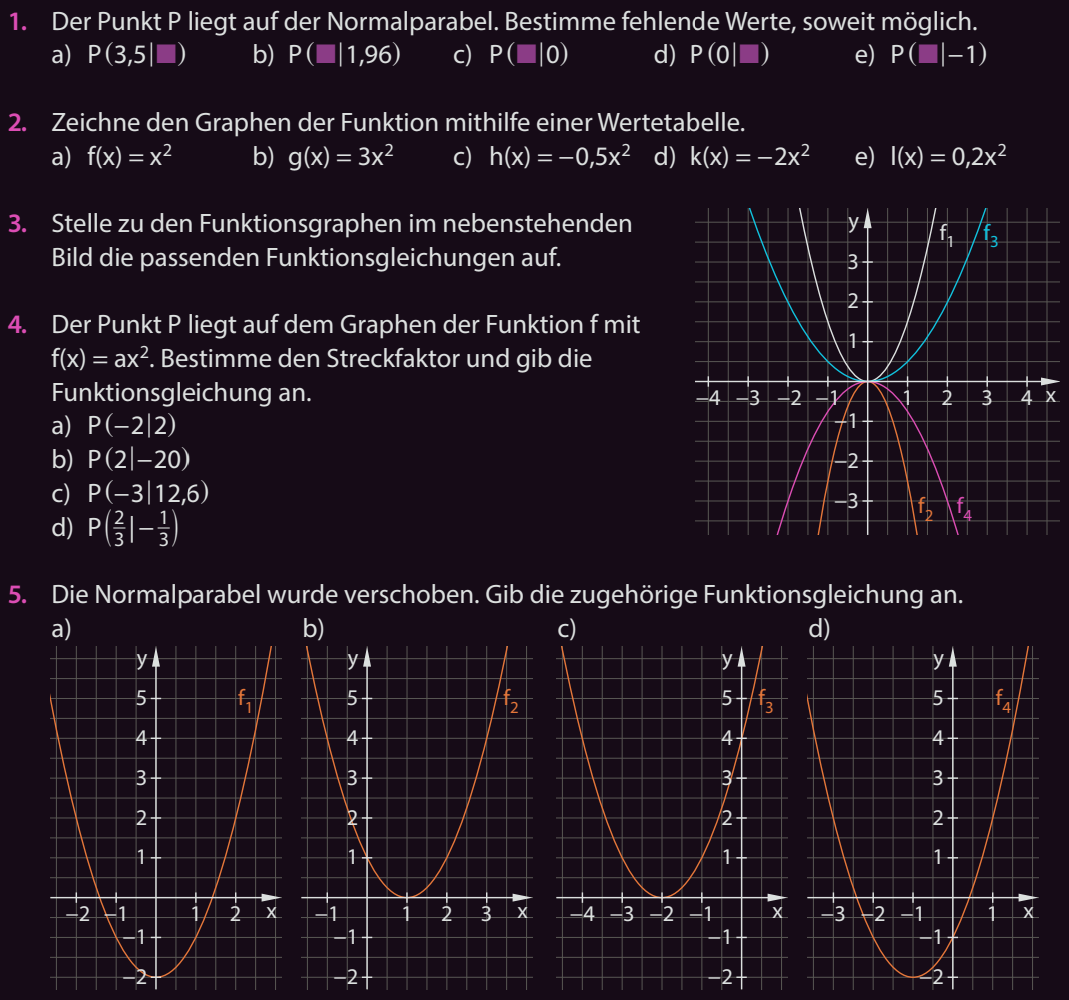 1. Der Punkt P liegt auf der Normalparabel. Bestimme fehlende Werte, soweit möglich.
a) P(3,5|■) b) P(■|1,96) c) P(■|0) d) P(0|■) e) P(■|−1)
2. Zeichne den Graphen der Funktion mithilfe einer Wertetabelle.
a) f(x) = x² b) g(x) = 3x² c) h(x) = −0,5x² d) k(x) = −2x² e) l(x) = 0,2x²
3. Stelle zu den Funktionsgraphen im nebenstehenden
Bild die passenden Funktionsgleichungen auf.
4. Der Punkt P liegt auf dem Graphen der Funktion f mit
f(x) = ax². Bestimme den Streckfaktor und gib die
Funktionsgleichung an.
a) P(−2|2)
b) P(2|−20)
c) P(−3|12,6)
d) P(2/3|−1/3)
y f₁ f₃
3
2
1
−4 −3 −2 −1 1 2 3 4 x
−1
−2
−3
f₂ f₄
5. Die Normalparabel wurde verschoben. Gib die zugehörige Funktionsgleichung an.
a) b) c) d)
y y y y
5 f₁ 5 f₂ 5 f₃ 5 f₄
4 4 4 4
3 3 3 3
2 2 2 2
1 1 1 1
−2 −1 2 x −1 1 2 3 x −4 −3 −2 −1 x −3 −2 −1 1 x
−1 −1 −1 −1
−2 −2 −2 −2